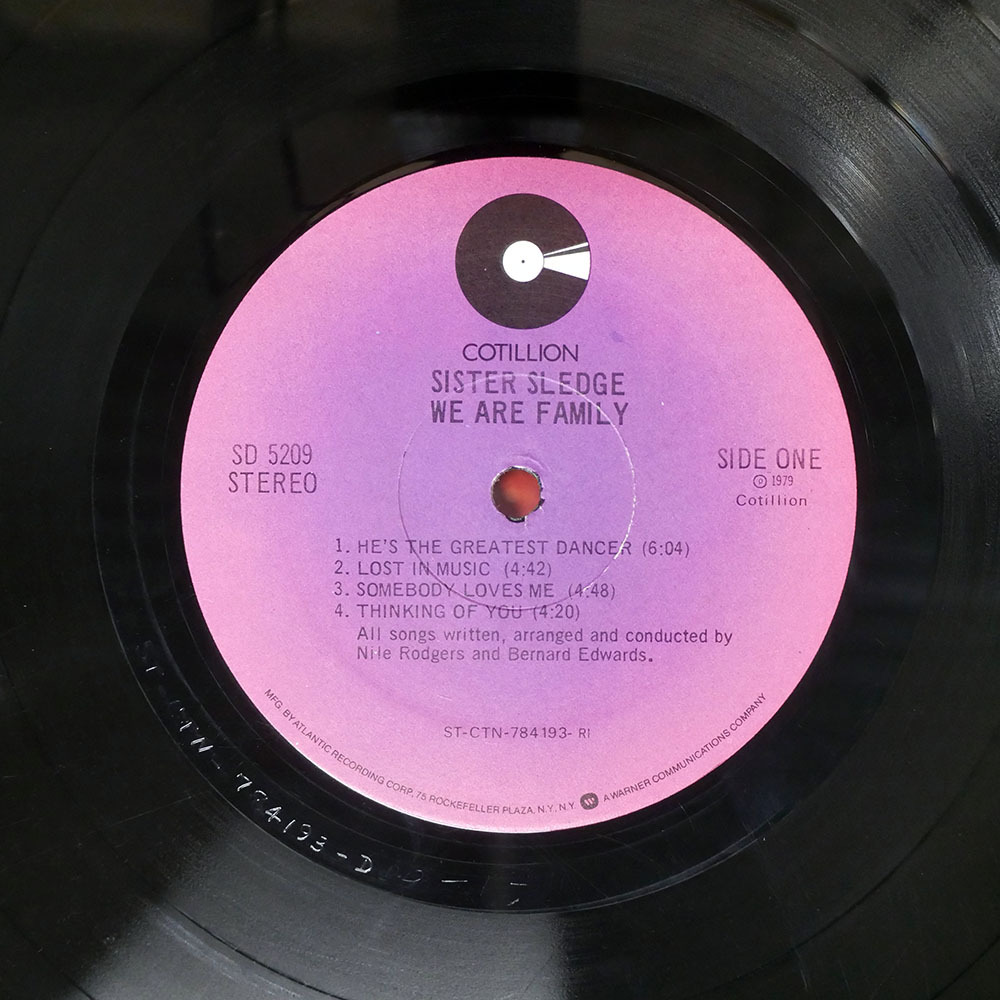 COTILLION
SISTER SLEDGE
WE ARE FAMILY
SD 5209
STEREO
SIDE ONE
℗ 1979
Cotillion
1. HE'S THE GREATEST DANCER (6:04)
2. LOST IN MUSIC (4:42)
3. SOMEBODY LOVES ME (4:48)
4. THINKING OF YOU (4:20)
All songs written, arranged and conducted by
Nile Rodgers and Bernard Edwards.
ST-CTN-784193- RI
MFG. BY ATLANTIC RECORDING CORP. 75 ROCKEFELLER PLAZA, N.Y., N.Y. W A WARNER COMMUNICATIONS COMPANY
784193-D